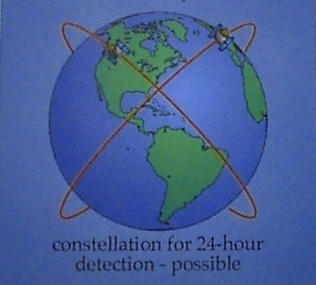 constellation for 24-hour
detection - possible